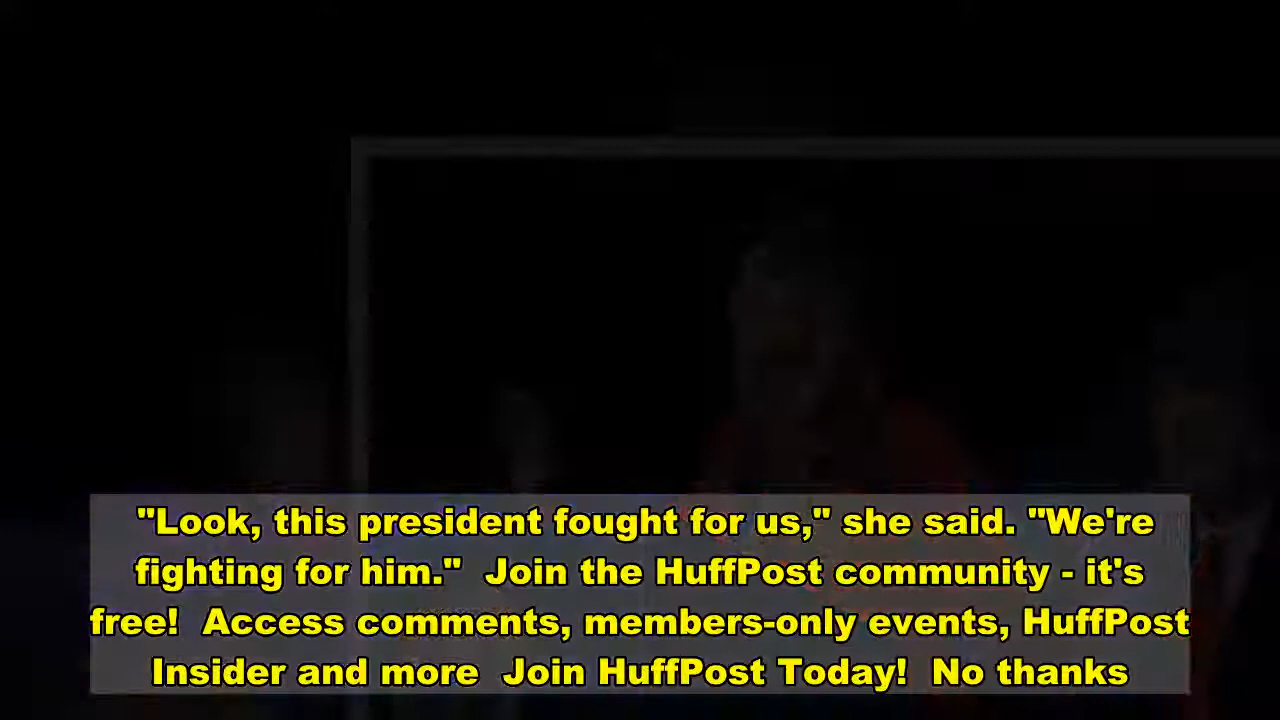 "Look, this president fought for us," she said. "We're
fighting for him."  Join the HuffPost community - it's
free!  Access comments, members-only events, HuffPost
Insider and more  Join HuffPost Today!  No thanks